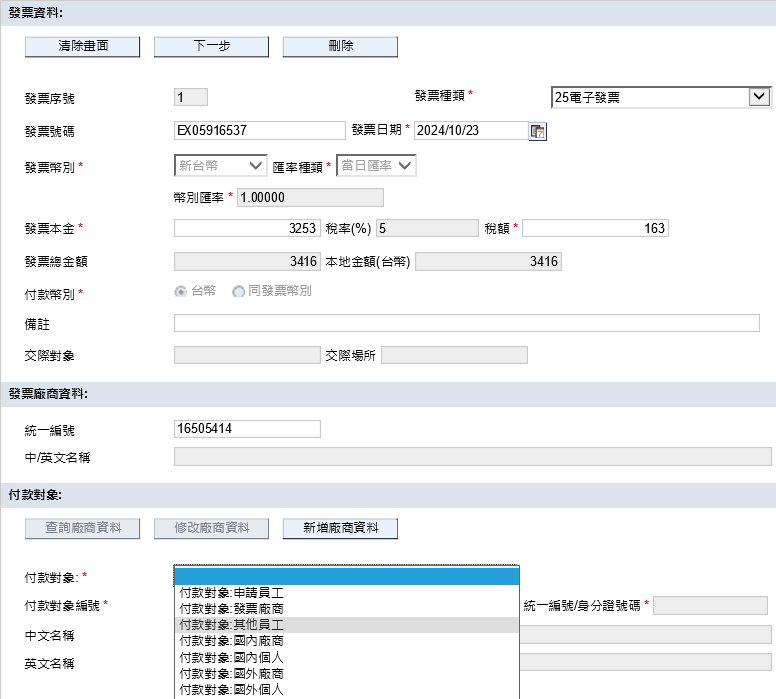 發票資料:
清除畫面 下一步 刪除
發票序號 1 發票種類 * 25電子發票
發票號碼 EX05916537 發票日期 * 2024/10/23
發票幣別 * 新台幣 匯率種類 * 當日匯率
幣別匯率 * 1.00000
發票本金 * 3253 稅率(%) 5 稅額 * 163
發票總金額 3416 本地金額(台幣) 3416
付款幣別 * 台幣 同發票幣別
備註
交際對象 交際場所
發票廠商資料:
統一編號 16505414
中/英文名稱
付款對象:
查詢廠商資料 修改廠商資料 新增廠商資料
付款對象: *
付款對象:申請員工
付款對象編號 * 付款對象:發票廠商 統一編號/身分證號碼 *
付款對象:其他員工
中文名稱 付款對象:國內廠商
付款對象:國內個人
英文名稱 付款對象:國外廠商
付款對象:國外個人